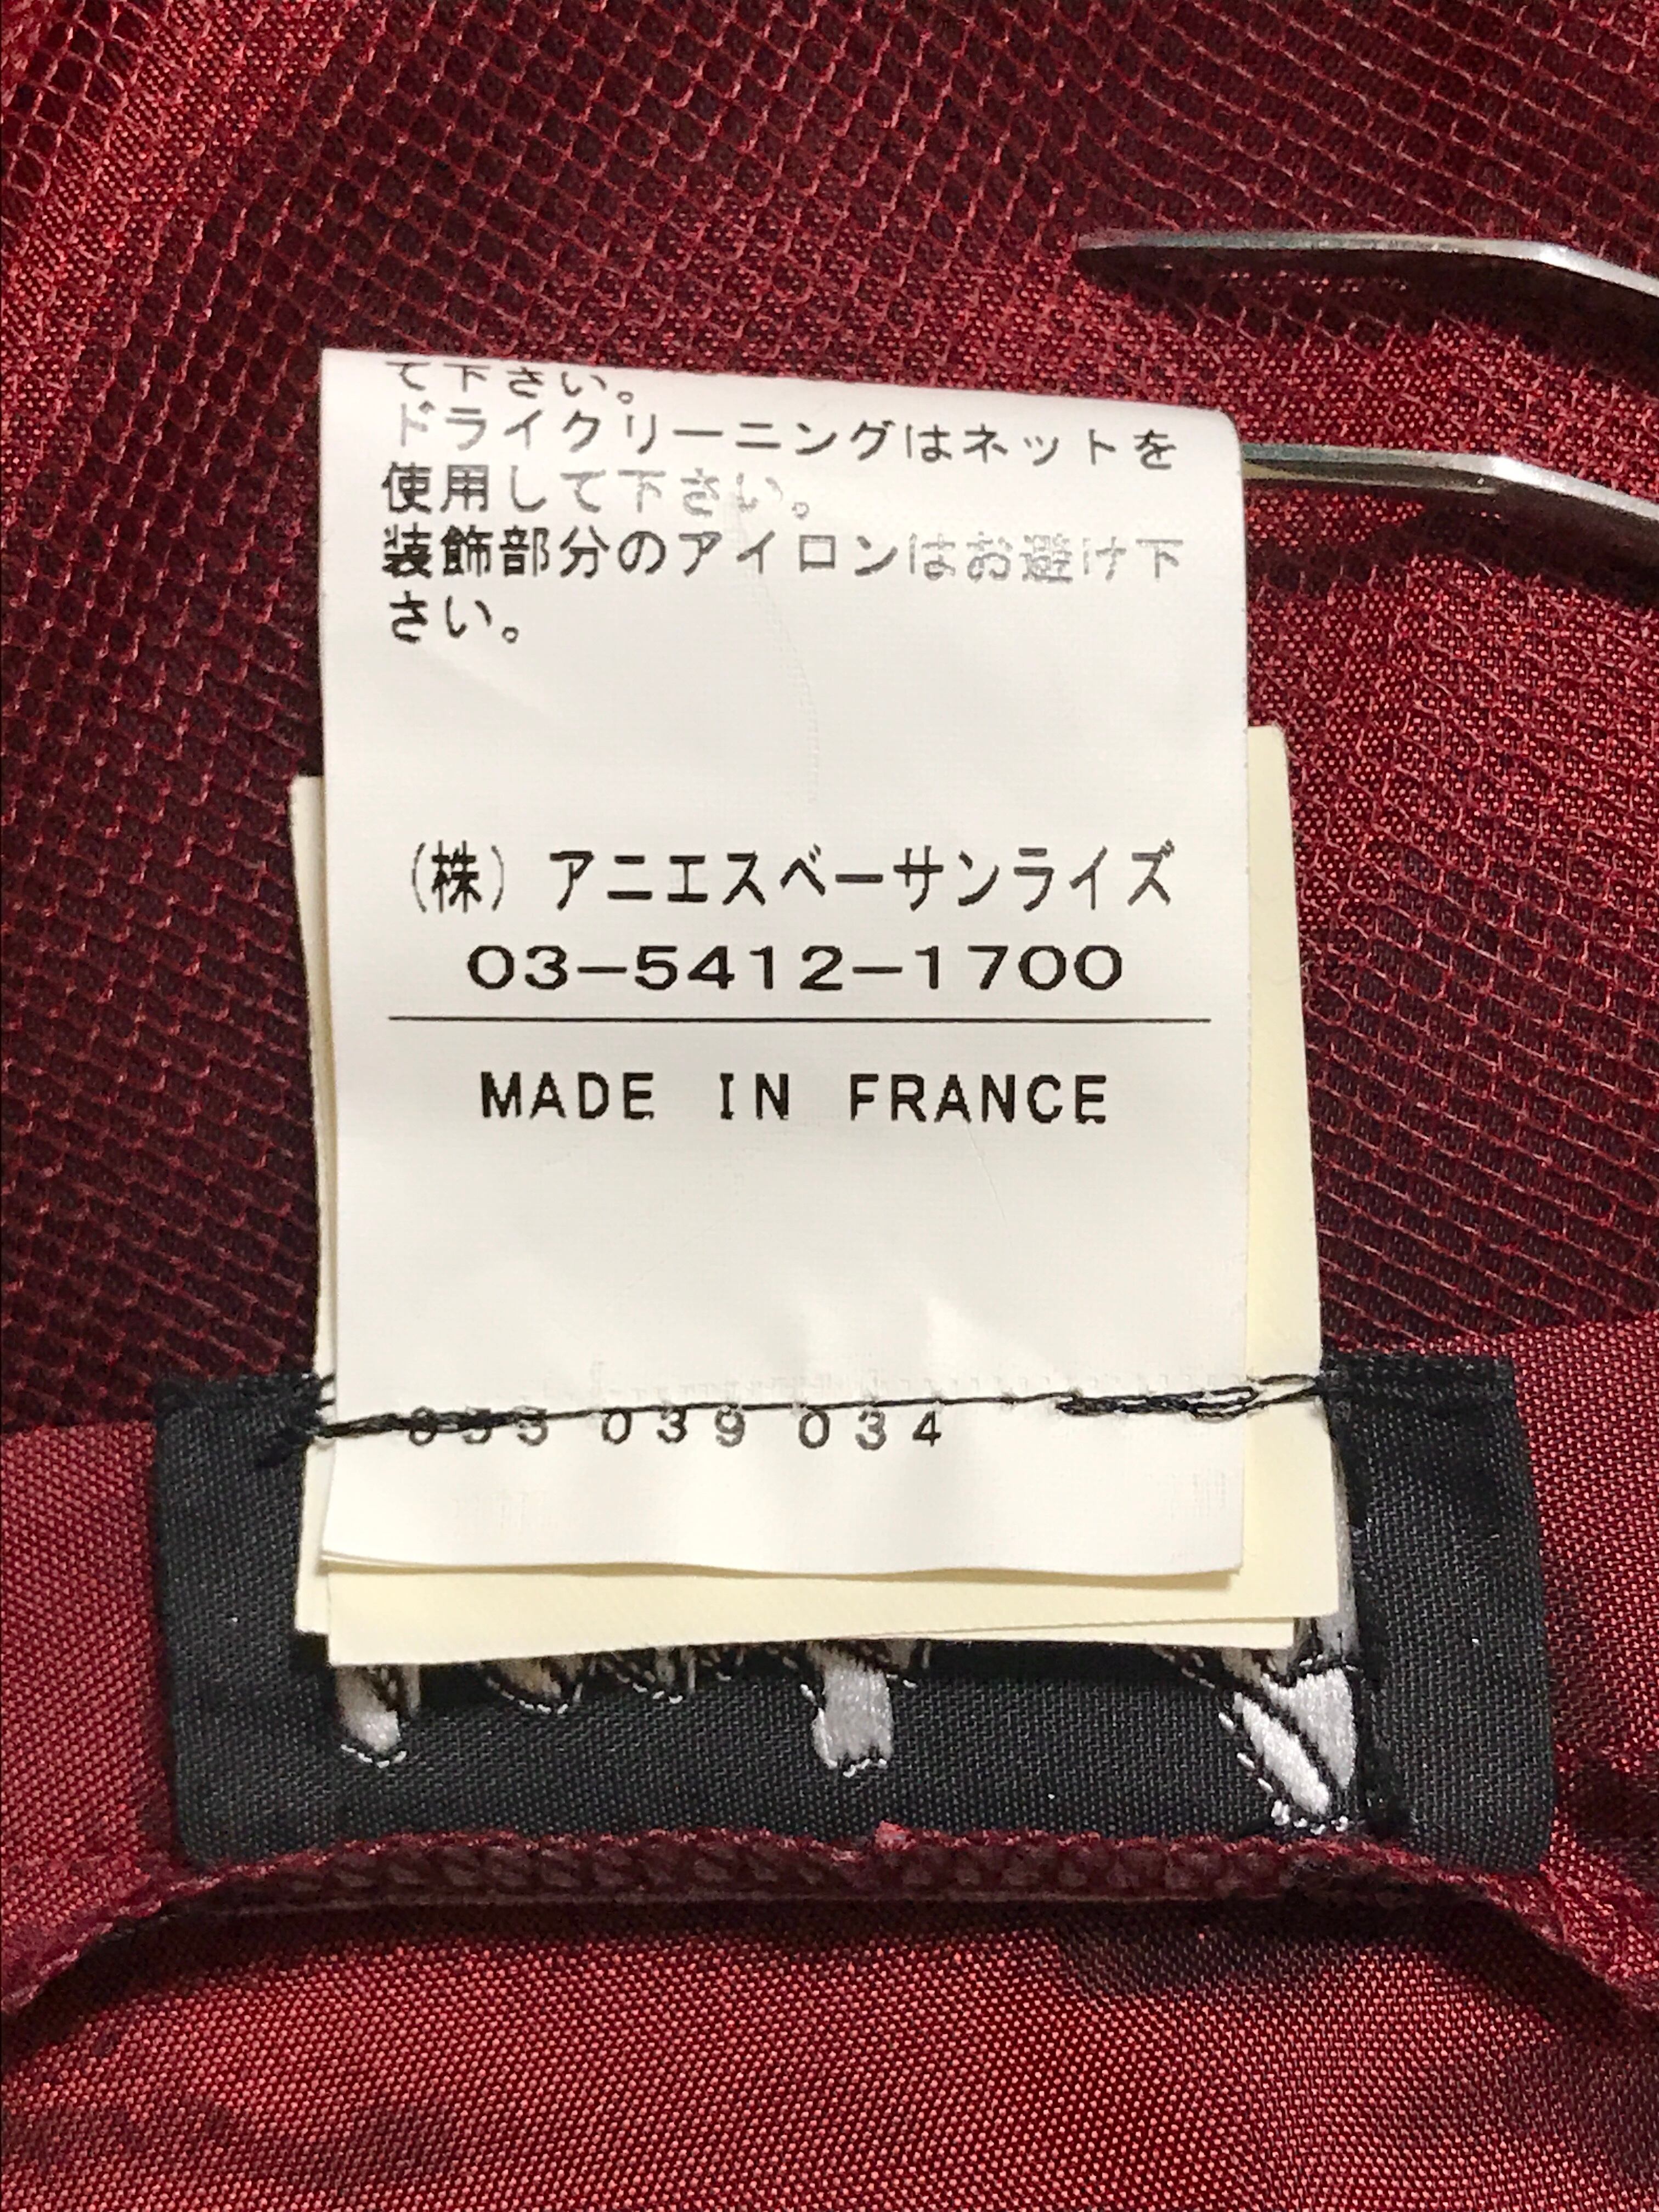 て下さい。
ドライクリーニングはネットを
使用して下さい。
装飾部分のアイロンはお避け下
さい。
(株) アニエスベーサンライズ
03-5412-1700
MADE IN FRANCE
039 034